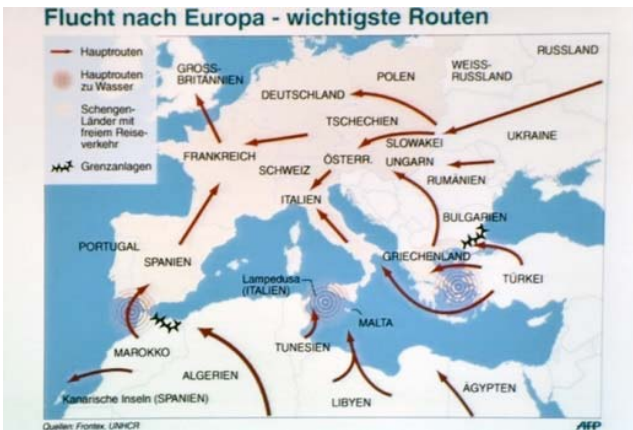 Flucht nach Europa - wichtigste Routen
Hauptrouten
Hauptrouten
zu Wasser
Schengen-
Länder mit
freiem Reise-
verkehr
Grenzanlagen
RUSSLAND
GROSS-
BRITANNIEN
WEISS-
RUSSLAND
POLEN
DEUTSCHLAND
TSCHECHIEN
UKRAINE
SLOWAKEI
FRANKREICH
ÖSTERR.
UNGARN
SCHWEIZ
RUMÄNIEN
ITALIEN
BULGARIEN
PORTUGAL
SPANIEN
GRIECHENLAND
TÜRKEI
Lampedusa
(ITALIEN)
MALTA
MAROKKO
TUNESIEN
ALGERIEN
ÄGYPTEN
Kanarische Inseln (SPANIEN)
LIBYEN
Quellen: Frontex, UNHCR
AFP